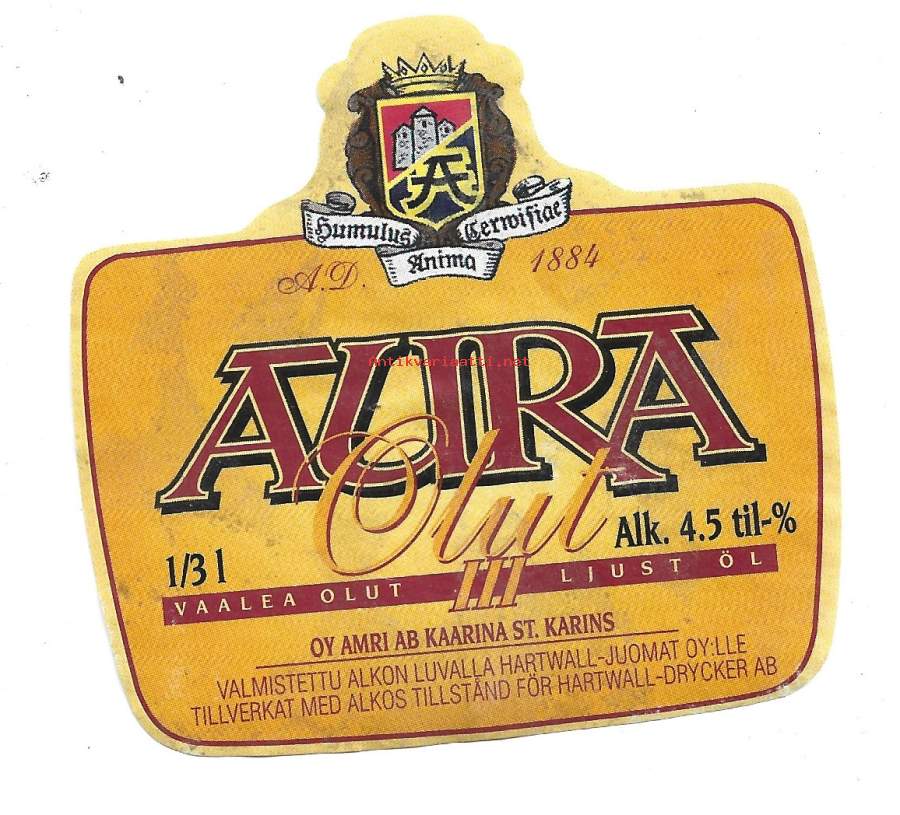 Humulus Anima Cerwisiae
A.D. 1884
AURA
Antikvariaatti.net
Olut
1/3 l
Alk. 4.5 til-%
VAALEA OLUT III LJUST ÖL
OY AMRI AB KAARINA ST. KARINS
VALMISTETTU ALKON LUVALLA HARTWALL-JUOMAT OY:LLE
TILLVERKAT MED ALKOS TILLSTÅND FÖR HARTWALL-DRYCKER AB